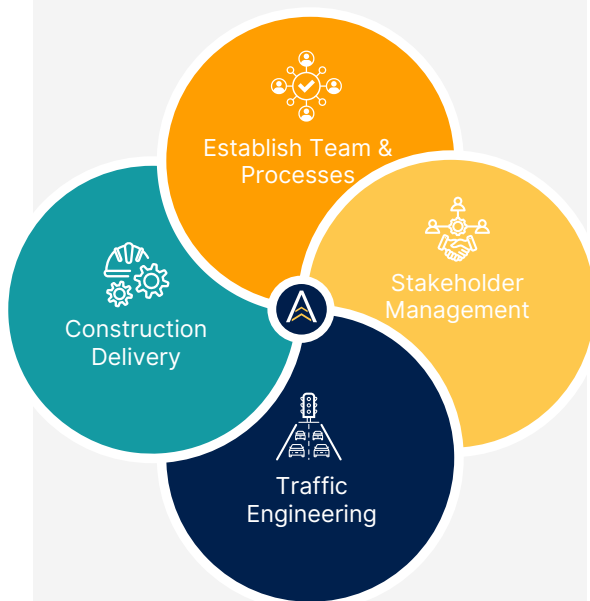 Establish Team &
Processes
Stakeholder
Management
Construction
Delivery
Traffic
Engineering